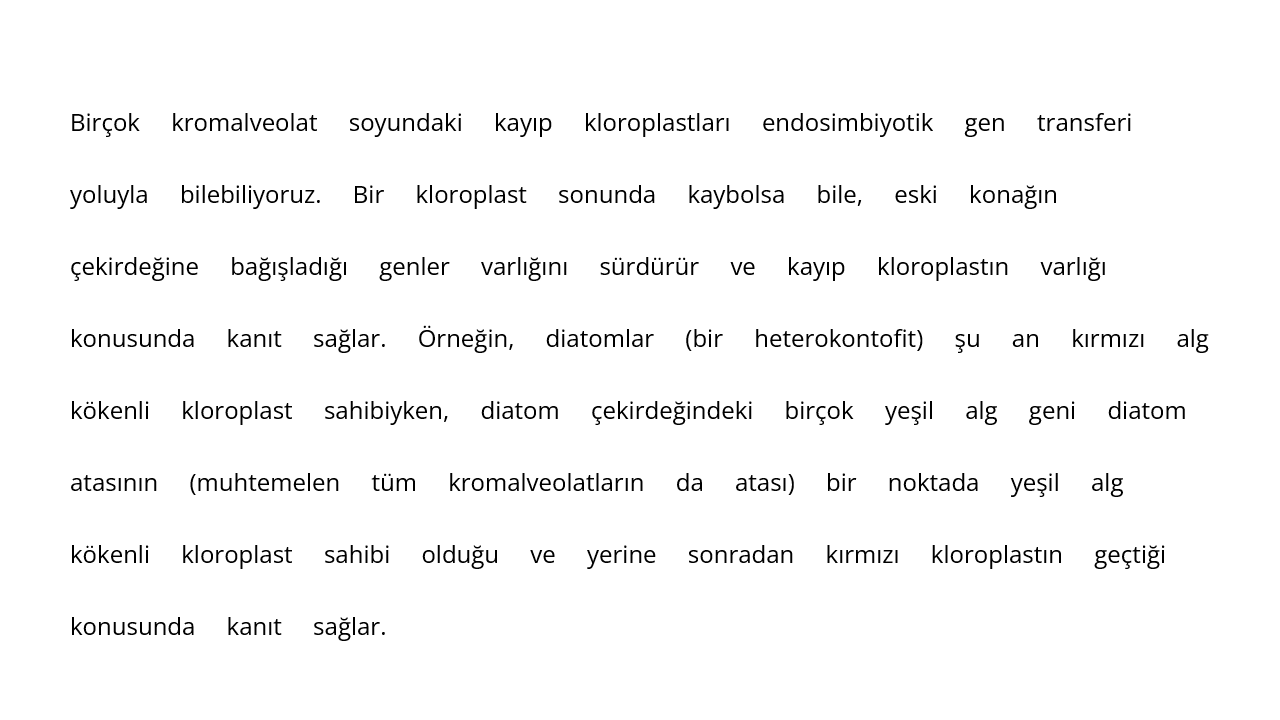 Birçok kromalveolat soyundaki kayıp kloroplastları endosimbiyotik gen transferi
yoluyla bilebiliyoruz. Bir kloroplast sonunda kaybolsa bile, eski konağın
çekirdeğine bağışladığı genler varlığını sürdürür ve kayıp kloroplastın varlığı
konusunda kanıt sağlar. Örneğin, diatomlar (bir heterokontofit) şu an kırmızı alg
kökenli kloroplast sahibiyken, diatom çekirdeğindeki birçok yeşil alg geni diatom
atasının (muhtemelen tüm kromalveolatların da atası) bir noktada yeşil alg
kökenli kloroplast sahibi olduğu ve yerine sonradan kırmızı kloroplastın geçtiği
konusunda kanıt sağlar.